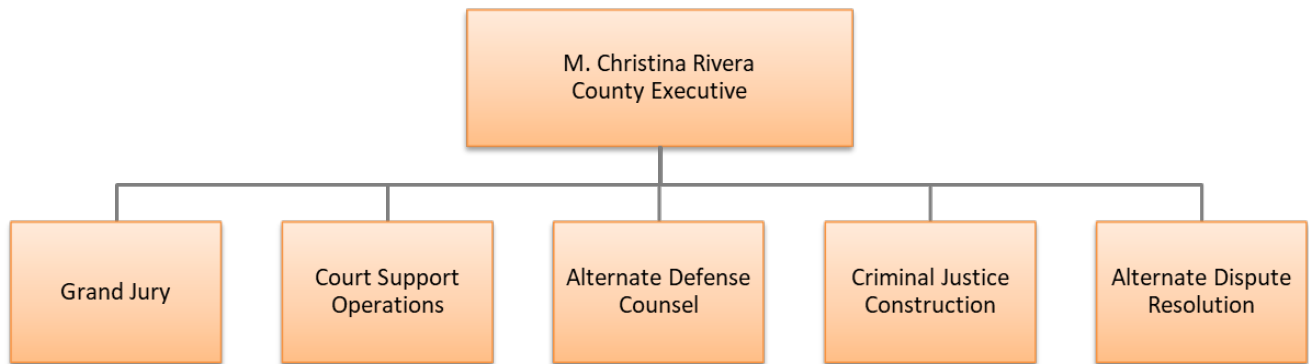 M. Christina Rivera
County Executive
Grand Jury
Court Support
Operations
Alternate Defense
Counsel
Criminal Justice
Construction
Alternate Dispute
Resolution